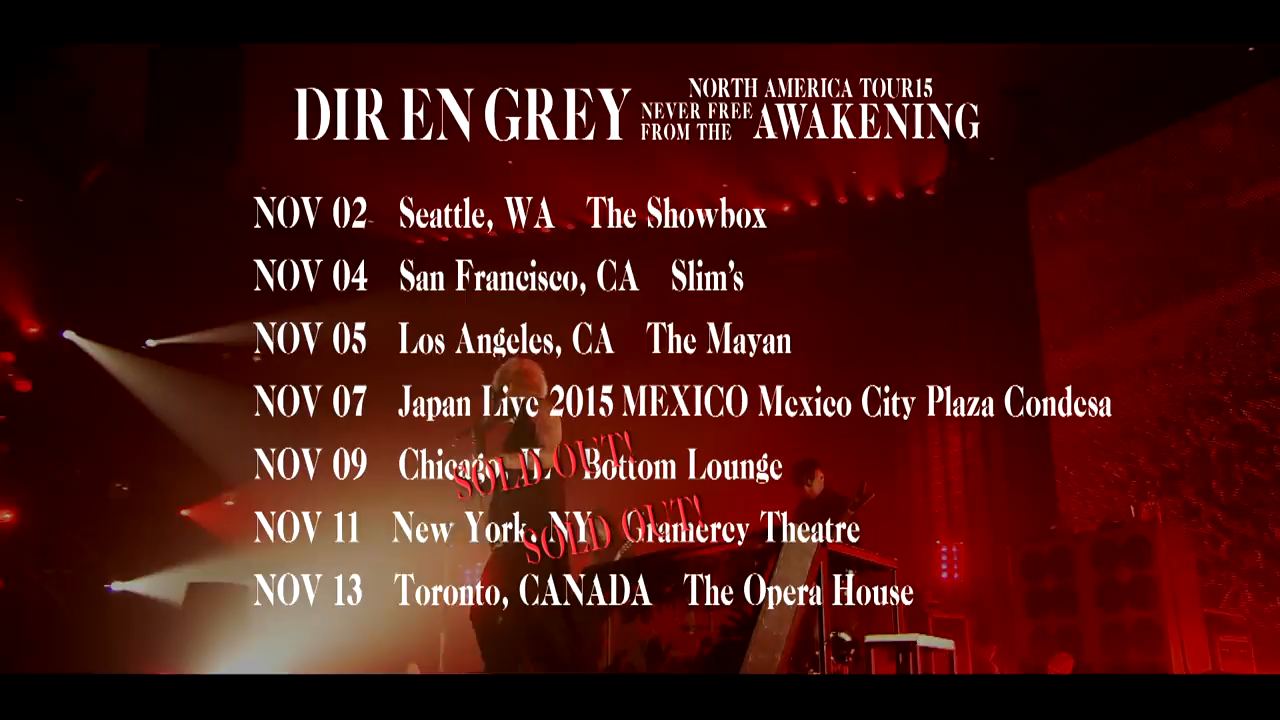 DIR EN GREY
NORTH AMERICA TOUR15
NEVER FREE
FROM THE AWAKENING
NOV 02 Seattle, WA The Showbox
NOV 04 San Francisco, CA Slim's
NOV 05 Los Angeles, CA The Mayan
NOV 07 Japan Live 2015 MEXICO Mexico City Plaza Condesa
NOV 09 Chicago, IL Bottom Lounge
SOLD OUT!
NOV 11 New York, NY Gramercy Theatre
SOLD OUT!
NOV 13 Toronto, CANADA The Opera House